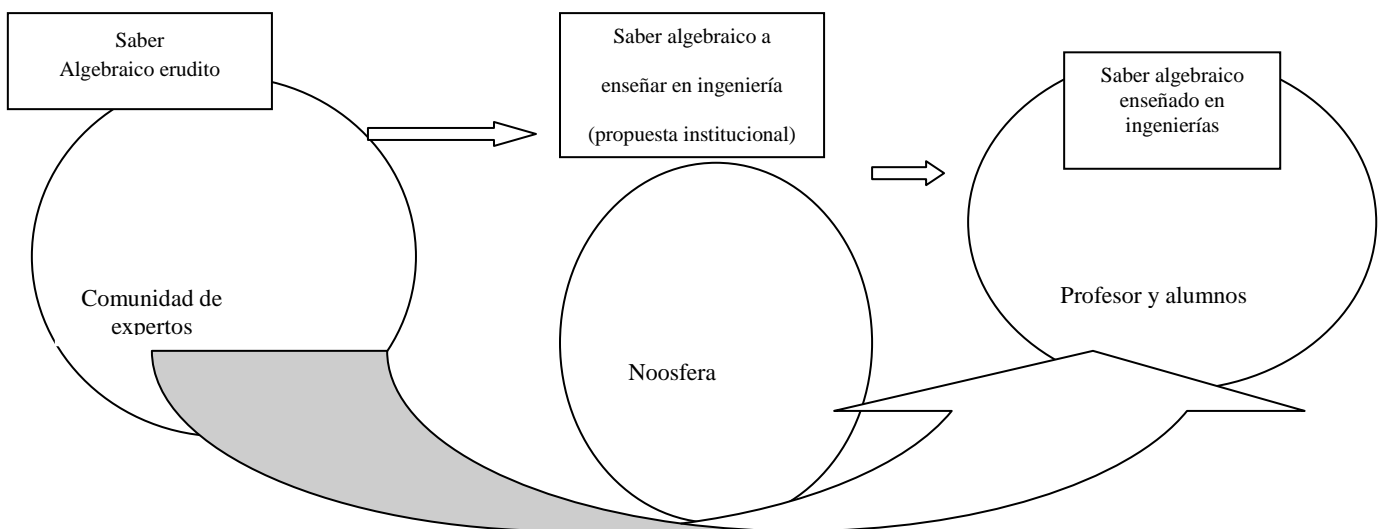 Saber
Algebraico erudito
Saber algebraico a
enseñar en ingeniería
(propuesta institucional)
Saber algebraico
enseñado en
ingenierías
Comunidad de
expertos
Noosfera
Profesor y alumnos